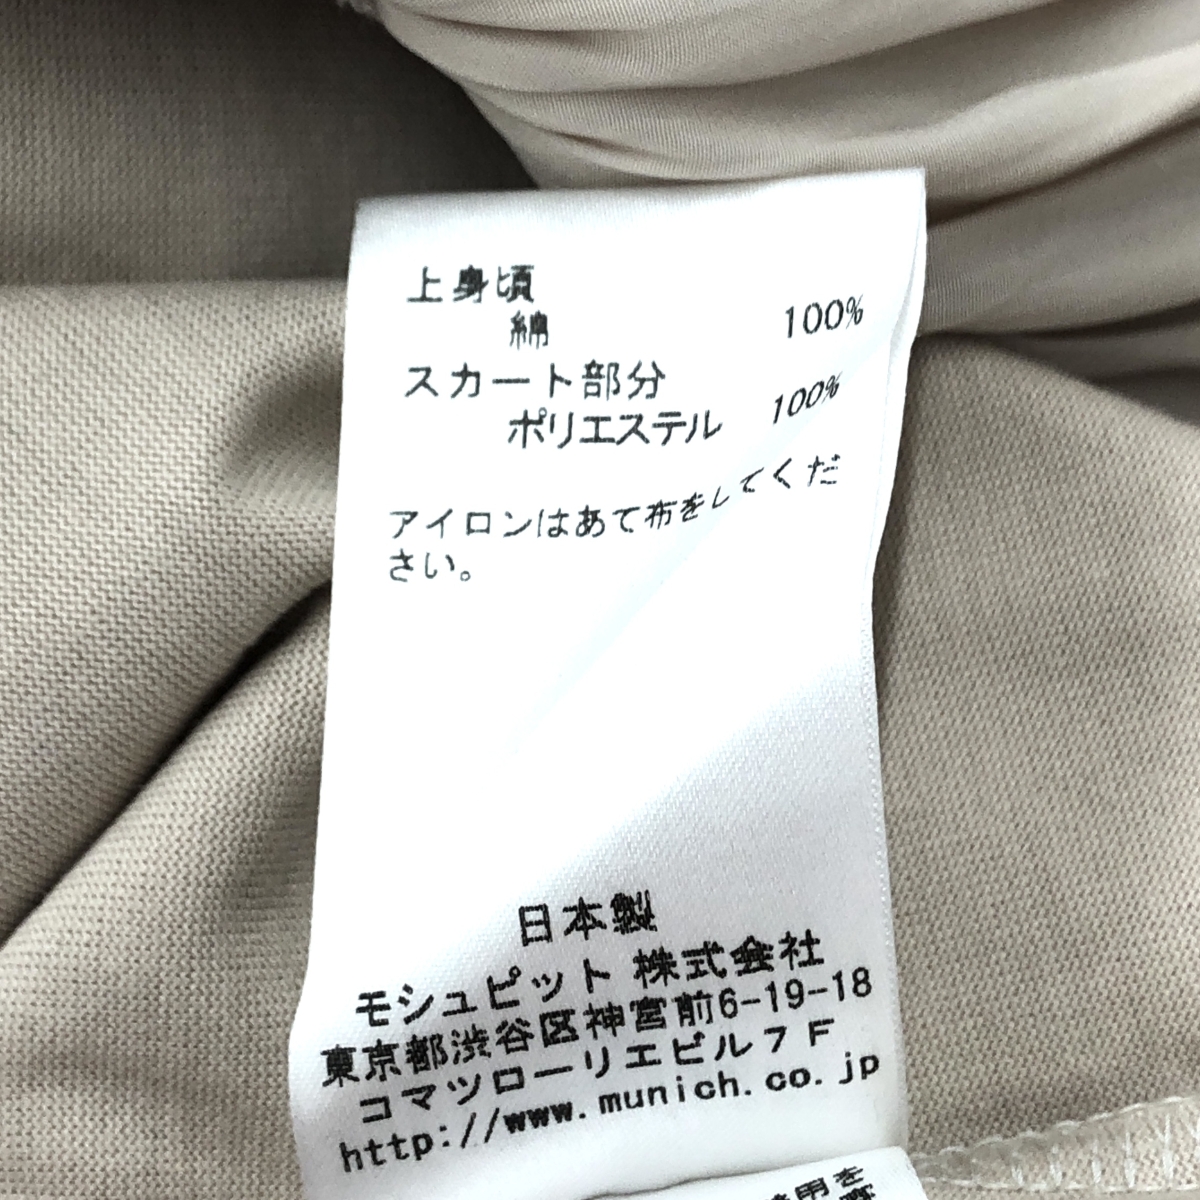 上身頃
綿 100%
スカート部分
ポリエステル 100%
アイロンはあて布をしてくだ
さい。
日本製
モシュピット 株式会社
東京都渋谷区神宮前6-19-18
コマツローリエビル7F
http://www.munich.co.jp
用を